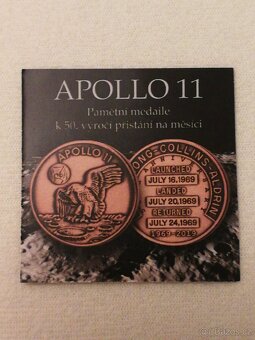 APOLLO 11
Pamětní medaile
k 50. výročí přistání na měsíci
APOLLO 11
ONG·COLLINS·ALDRIN
LAUNCHED
JULY 16,1969
LANDED
JULY 20,1969
RETURNED
JULY 24,1969
1969-2019